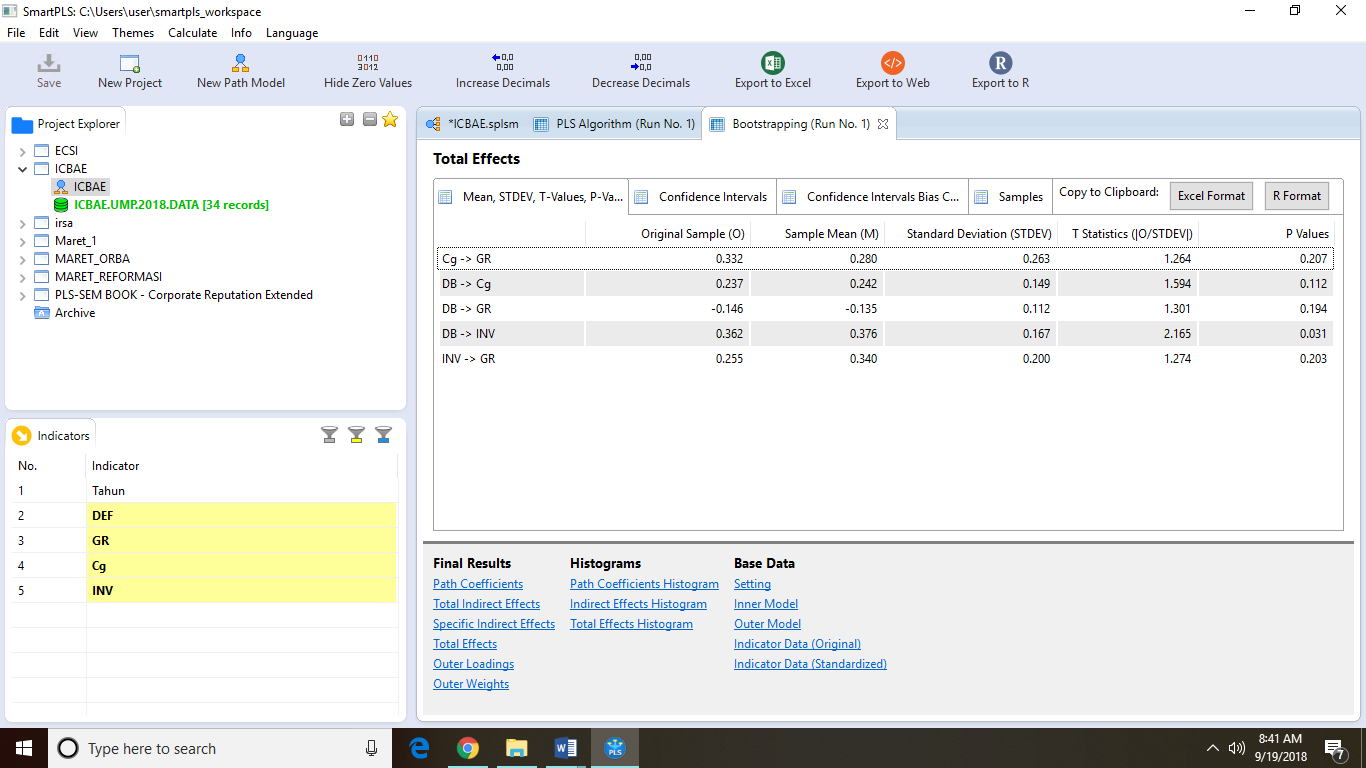 SmartPLS: C:\Users\user\smartpls_workspace
File Edit View Themes Calculate Info Language
Save New Project New Path Model Hide Zero Values Increase Decimals Decrease Decimals Export to Excel Export to Web Export to R
Project Explorer
ECSI
ICBAE
ICBAE
ICBAE.UMP.2018.DATA [34 records]
irsa
Maret_1
MARET_ORBA
MARET_REFORMASI
PLS-SEM BOOK - Corporate Reputation Extended
Archive
Indicators
No. Indicator
1 Tahun
2 DEF
3 GR
4 Cg
5 INV
*ICBAE.splsm PLS Algorithm (Run No. 1) Bootstrapping (Run No. 1)
Total Effects
Mean, STDEV, T-Values, P-Va... Confidence Intervals Confidence Intervals Bias C... Samples Copy to Clipboard: Excel Format R Format
Original Sample (O) Sample Mean (M) Standard Deviation (STDEV) T Statistics (|O/STDEV|) P Values
Cg -> GR 0.332 0.280 0.263 1.264 0.207
DB -> Cg 0.237 0.242 0.149 1.594 0.112
DB -> GR -0.146 -0.135 0.112 1.301 0.194
DB -> INV 0.362 0.376 0.167 2.165 0.031
INV -> GR 0.255 0.340 0.200 1.274 0.203
Final Results Histograms Base Data
Path Coefficients Path Coefficients Histogram Setting
Total Indirect Effects Indirect Effects Histogram Inner Model
Specific Indirect Effects Total Effects Histogram Outer Model
Total Effects Indicator Data (Original)
Outer Loadings Indicator Data (Standardized)
Outer Weights
Type here to search
8:41 AM
9/19/2018
7